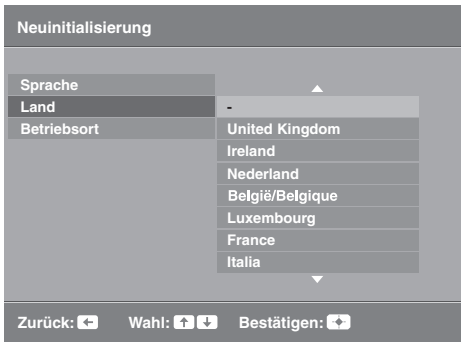 Neuinitialisierung
Sprache
Land
Betriebsort
-
United Kingdom
Ireland
Nederland
België/Belgique
Luxembourg
France
Italia
Zurück: Wahl: Bestätigen: